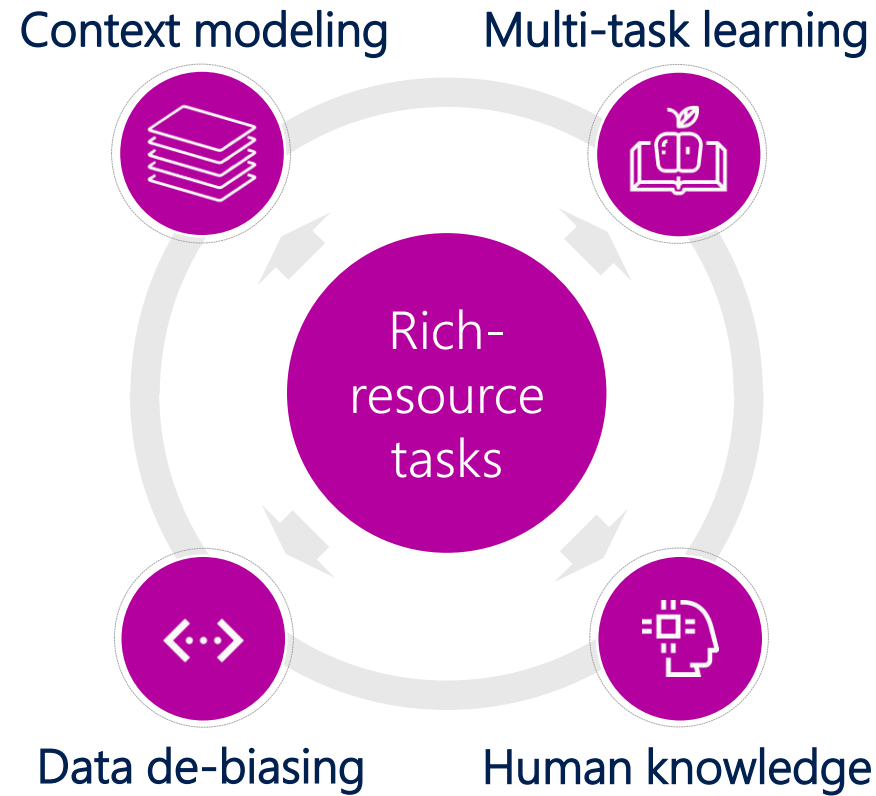 Context modeling
Multi-task learning
Rich-
resource
tasks
Data de-biasing
Human knowledge